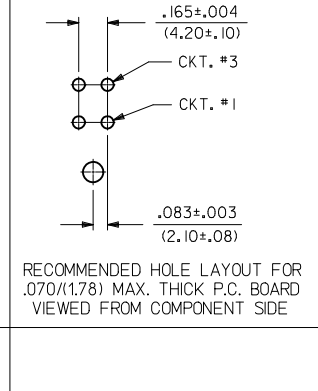 .165±.004
(4.20±.10)
CKT. #3
CKT. #1
.083±.003
(2.10±.08)
RECOMMENDED HOLE LAYOUT FOR
.070/(1.78) MAX. THICK P.C. BOARD
VIEWED FROM COMPONENT SIDE